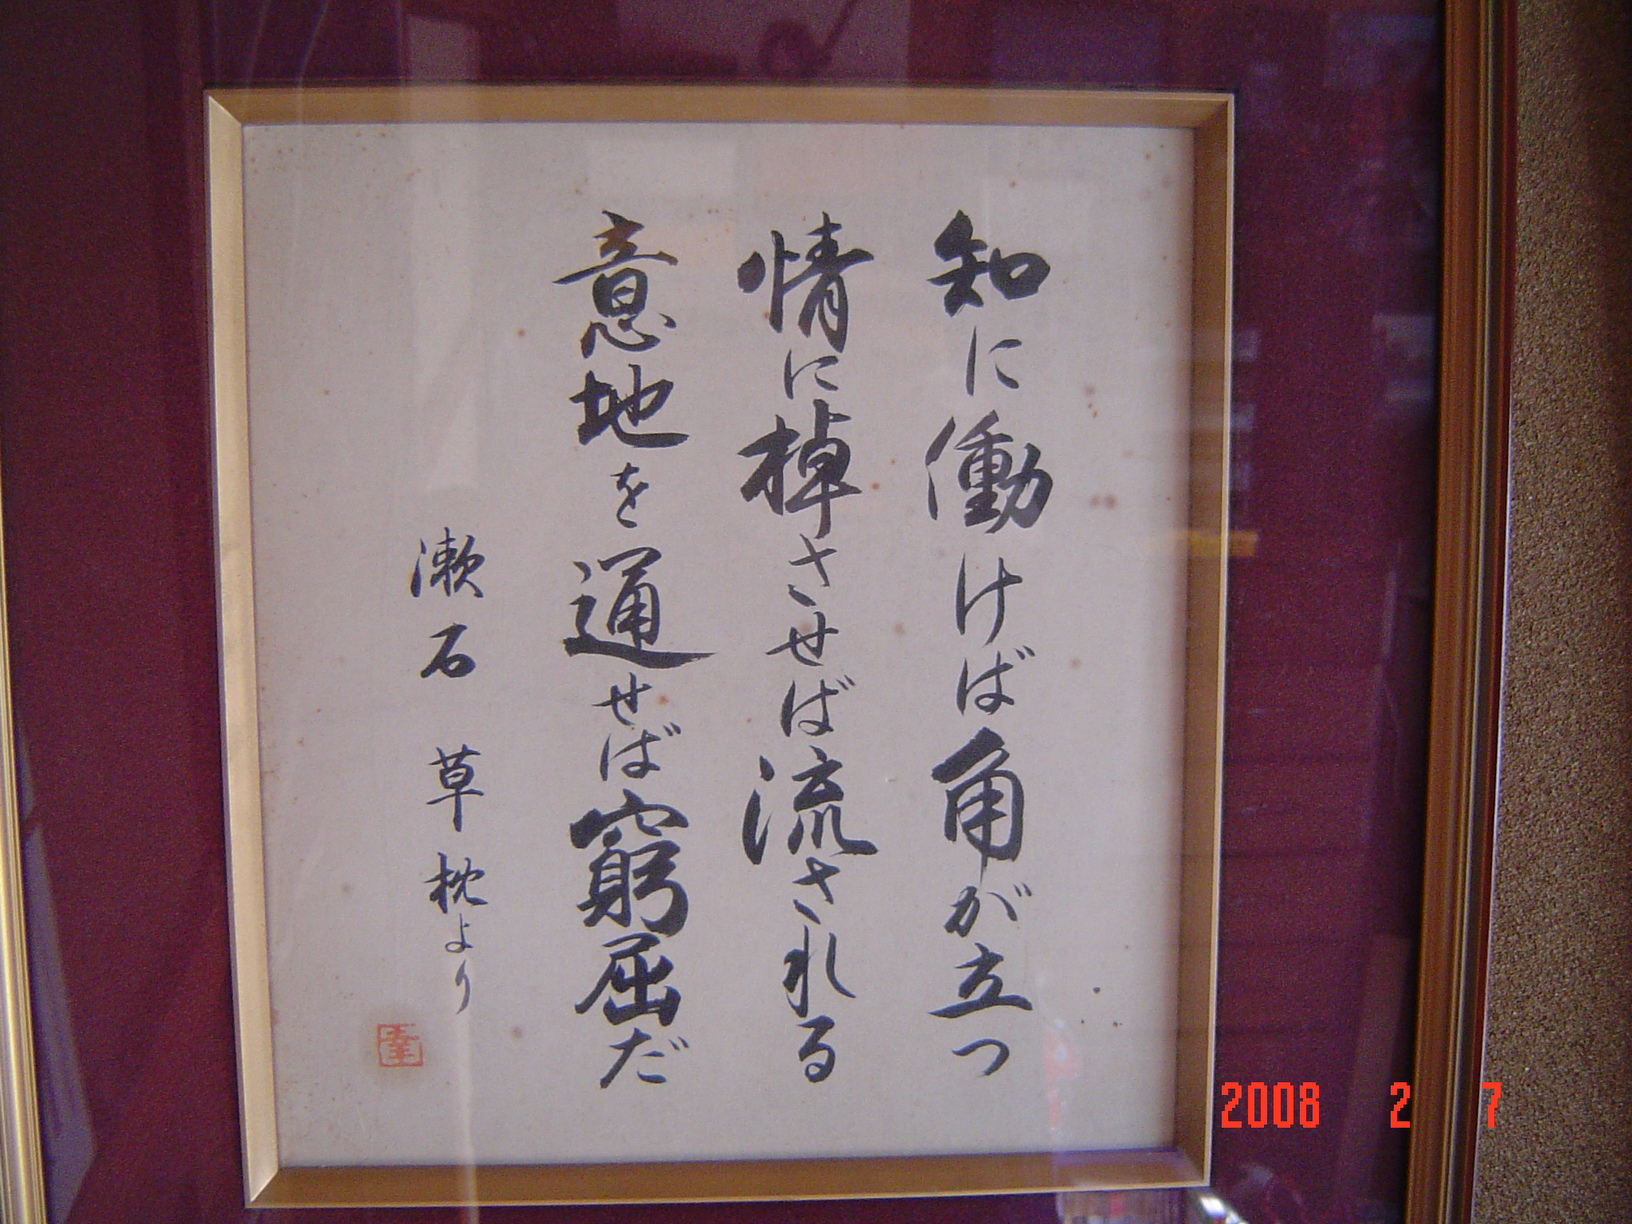 知に働けば角が立つ
情に棹させば流される
意地を通せば窮屈だ
漱石 草枕より
幸
2008 2 7